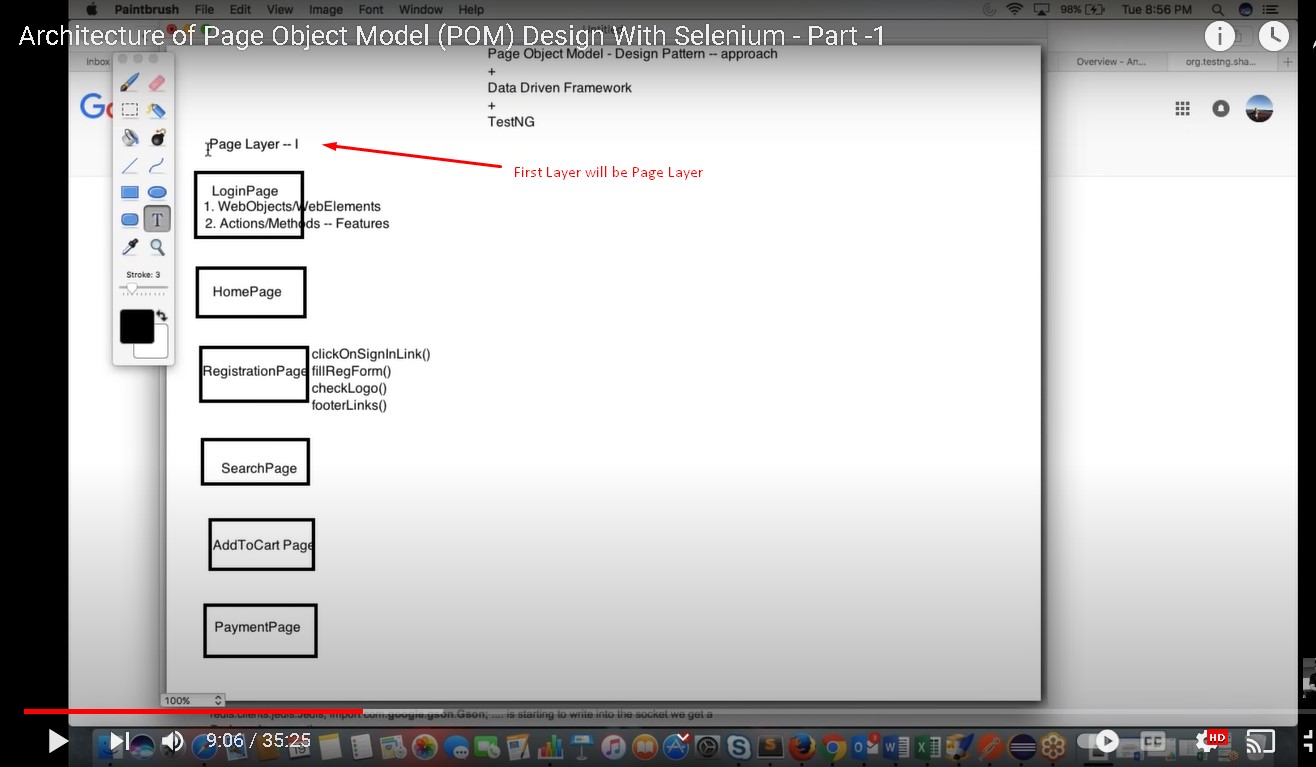 Paintbrush File Edit View Image Font Window Help 98% Tue 8:56 PM
Architecture of Page Object Model (POM) Design With Selenium - Part -1
Inbox
Overview - An... org.testng.sha...
Page Object Model - Design Pattern -- approach
+
Data Driven Framework
+
TestNG
Page Layer -- I
First Layer will be Page Layer
LoginPage
1. WebObjects/WebElements
2. Actions/Methods -- Features
T
Stroke: 3
HomePage
clickOnSignInLink()
RegistrationPage fillRegForm()
checkLogo()
footerLinks()
SearchPage
AddToCart Page
PaymentPage
100%
redis.clients.jedis.Jedis; import com.google.gson.Gson; .... is starting to write into the socket we get a
9:06 / 35:25
CC
HD